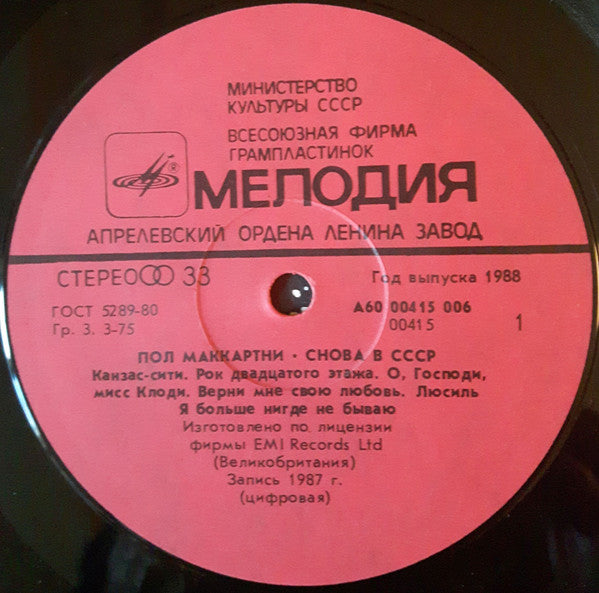 МИНИСТЕРСТВО
КУЛЬТУРЫ СССР
ВСЕСОЮЗНАЯ ФИРМА
ГРАМПЛАСТИНОК
МЕЛОДИЯ
АПРЕЛЕВСКИЙ ОРДЕНА ЛЕНИНА ЗАВОД
СТЕРЕО 33
Год выпуска 1988
ГОСТ 5289-80
А60 00415 006
Гр. 3. 3-75
00415
1
ПОЛ МАККАРТНИ · СНОВА В СССР
Канзас-сити. Рок двадцатого этажа. О, Господи,
мисс Клоди. Верни мне свою любовь. Люсиль
Я больше нигде не бываю
Изготовлено по лицензии
фирмы EMI Records Ltd
(Великобритания)
Запись 1987 г.
(цифровая)